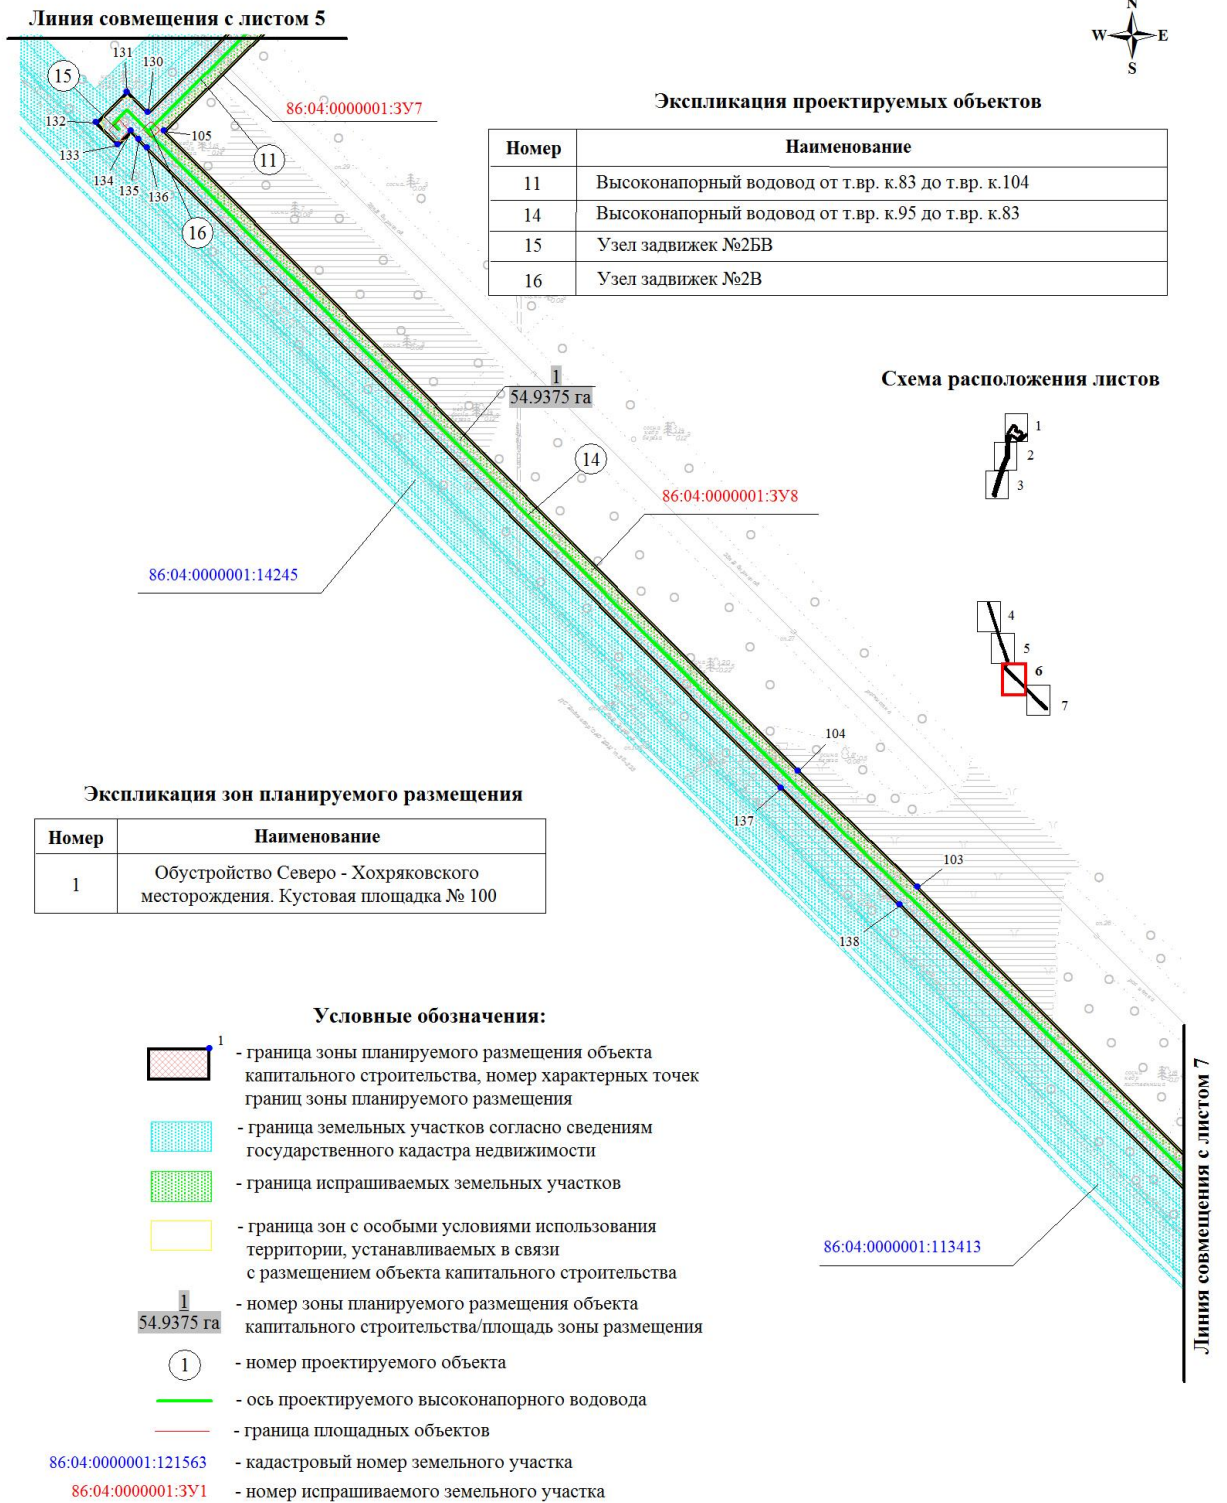 Линия совмещения с листом 5
N
W E
S
131
130
15
132
133
134
135
136
105
86:04:0000001:ЗУ7
11
16
Экспликация проектируемых объектов
Номер Наименование
11 Высоконапорный водовод от т.вр. к.83 до т.вр. к.104
14 Высоконапорный водовод от т.вр. к.95 до т.вр. к.83
15 Узел задвижек №2БВ
16 Узел задвижек №2В
1
54.9375 га
14
86:04:0000001:ЗУ8
86:04:0000001:14245
Схема расположения листов
1
2
3
4
5
6
7
104
137
103
138
Экспликация зон планируемого размещения
Номер Наименование
1 Обустройство Северо - Хохряковского
месторождения. Кустовая площадка № 100
86:04:0000001:113413
Линия совмещения с листом 7
Условные обозначения:
1
- граница зоны планируемого размещения объекта
капитального строительства, номер характерных точек
границ зоны планируемого размещения
- граница земельных участков согласно сведениям
государственного кадастра недвижимости
- граница испрашиваемых земельных участков
- граница зон с особыми условиями использования
территории, устанавливаемых в связи
с размещением объекта капитального строительства
1
54.9375 га
- номер зоны планируемого размещения объекта
капитального строительства/площадь зоны размещения
1 - номер проектируемого объекта
- ось проектируемого высоконапорного водовода
- граница площадных объектов
86:04:0000001:121563 - кадастровый номер земельного участка
86:04:0000001:ЗУ1 - номер испрашиваемого земельного участка